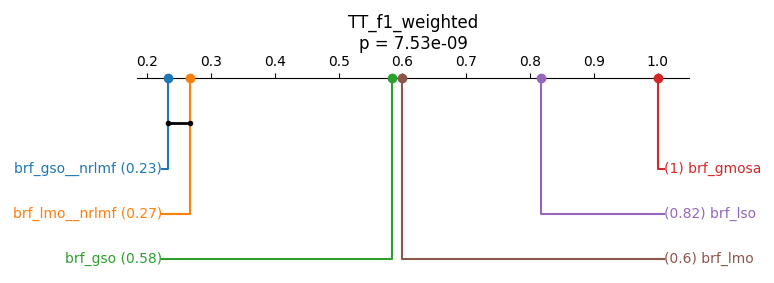 TT_f1_weighted
p = 7.53e-09
0.2 0.3 0.4 0.5 0.6 0.7 0.8 0.9 1.0
brf_gso__nrlmf (0.23) (1) brf_gmosa
brf_lmo__nrlmf (0.27) (0.82) brf_lso
brf_gso (0.58) (0.6) brf_lmo